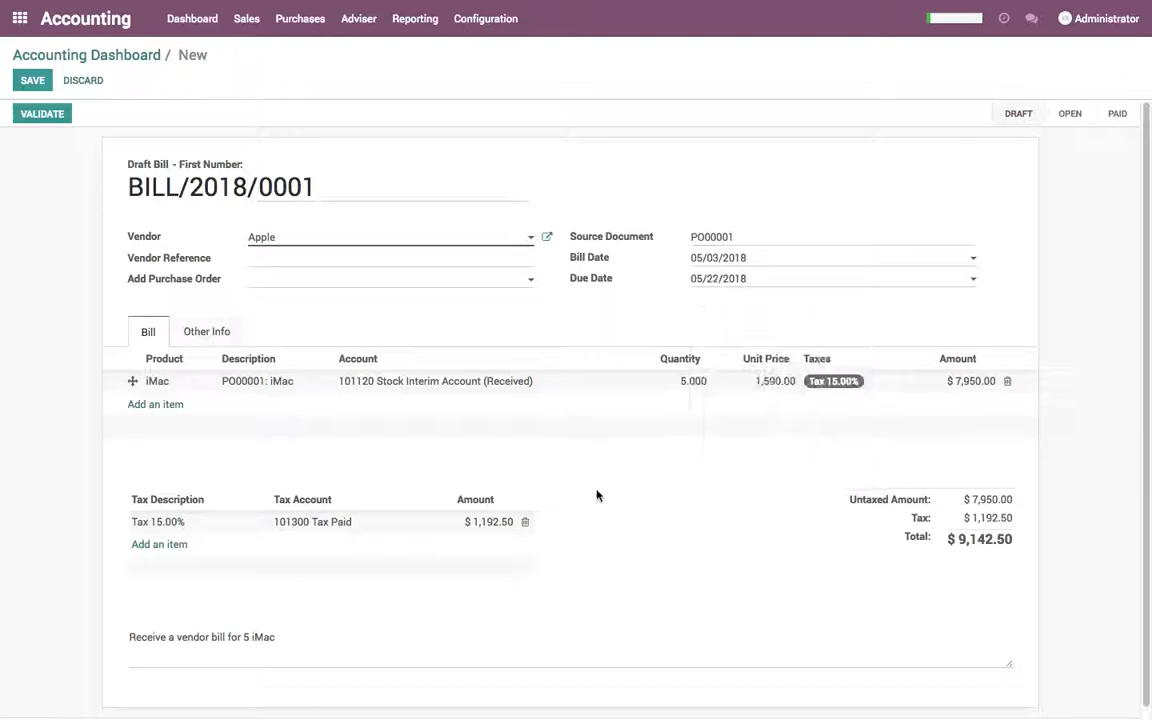 Accounting Dashboard Sales Purchases Adviser Reporting Configuration Administrator
Accounting Dashboard / New
SAVE DISCARD
VALIDATE DRAFT OPEN PAID
Draft Bill - First Number:
BILL/2018/0001
Vendor Apple Source Document PO00001
Vendor Reference Bill Date 05/03/2018
Add Purchase Order Due Date 05/22/2018
Bill Other Info
Product Description Account Quantity Unit Price Taxes Amount
iMac PO00001: iMac 101120 Stock Interim Account (Received) 5.000 1,590.00 Tax 15.00% $ 7,950.00
Add an item
Tax Description Tax Account Amount Untaxed Amount: $ 7,950.00
Tax 15.00% 101300 Tax Paid $ 1,192.50 Tax: $ 1,192.50
Add an item Total: $ 9,142.50
Receive a vendor bill for 5 iMac